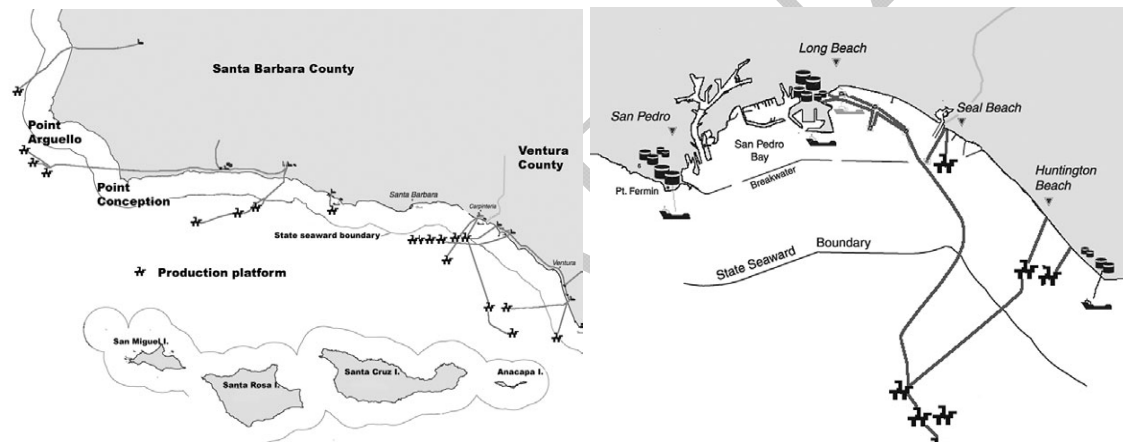 Santa Barbara County
Point
Arguello
Point
Conception
Ventura
County
Santa Barbara
Carpinteria
State seaward boundary
Ventura
Production platform
San Miguel I.
Santa Rosa I.
Santa Cruz I.
Anacapa I.
Long Beach
San Pedro
Seal Beach
San Pedro
Bay
Breakwater
Pt. Fermin
Huntington
Beach
State Seaward
Boundary